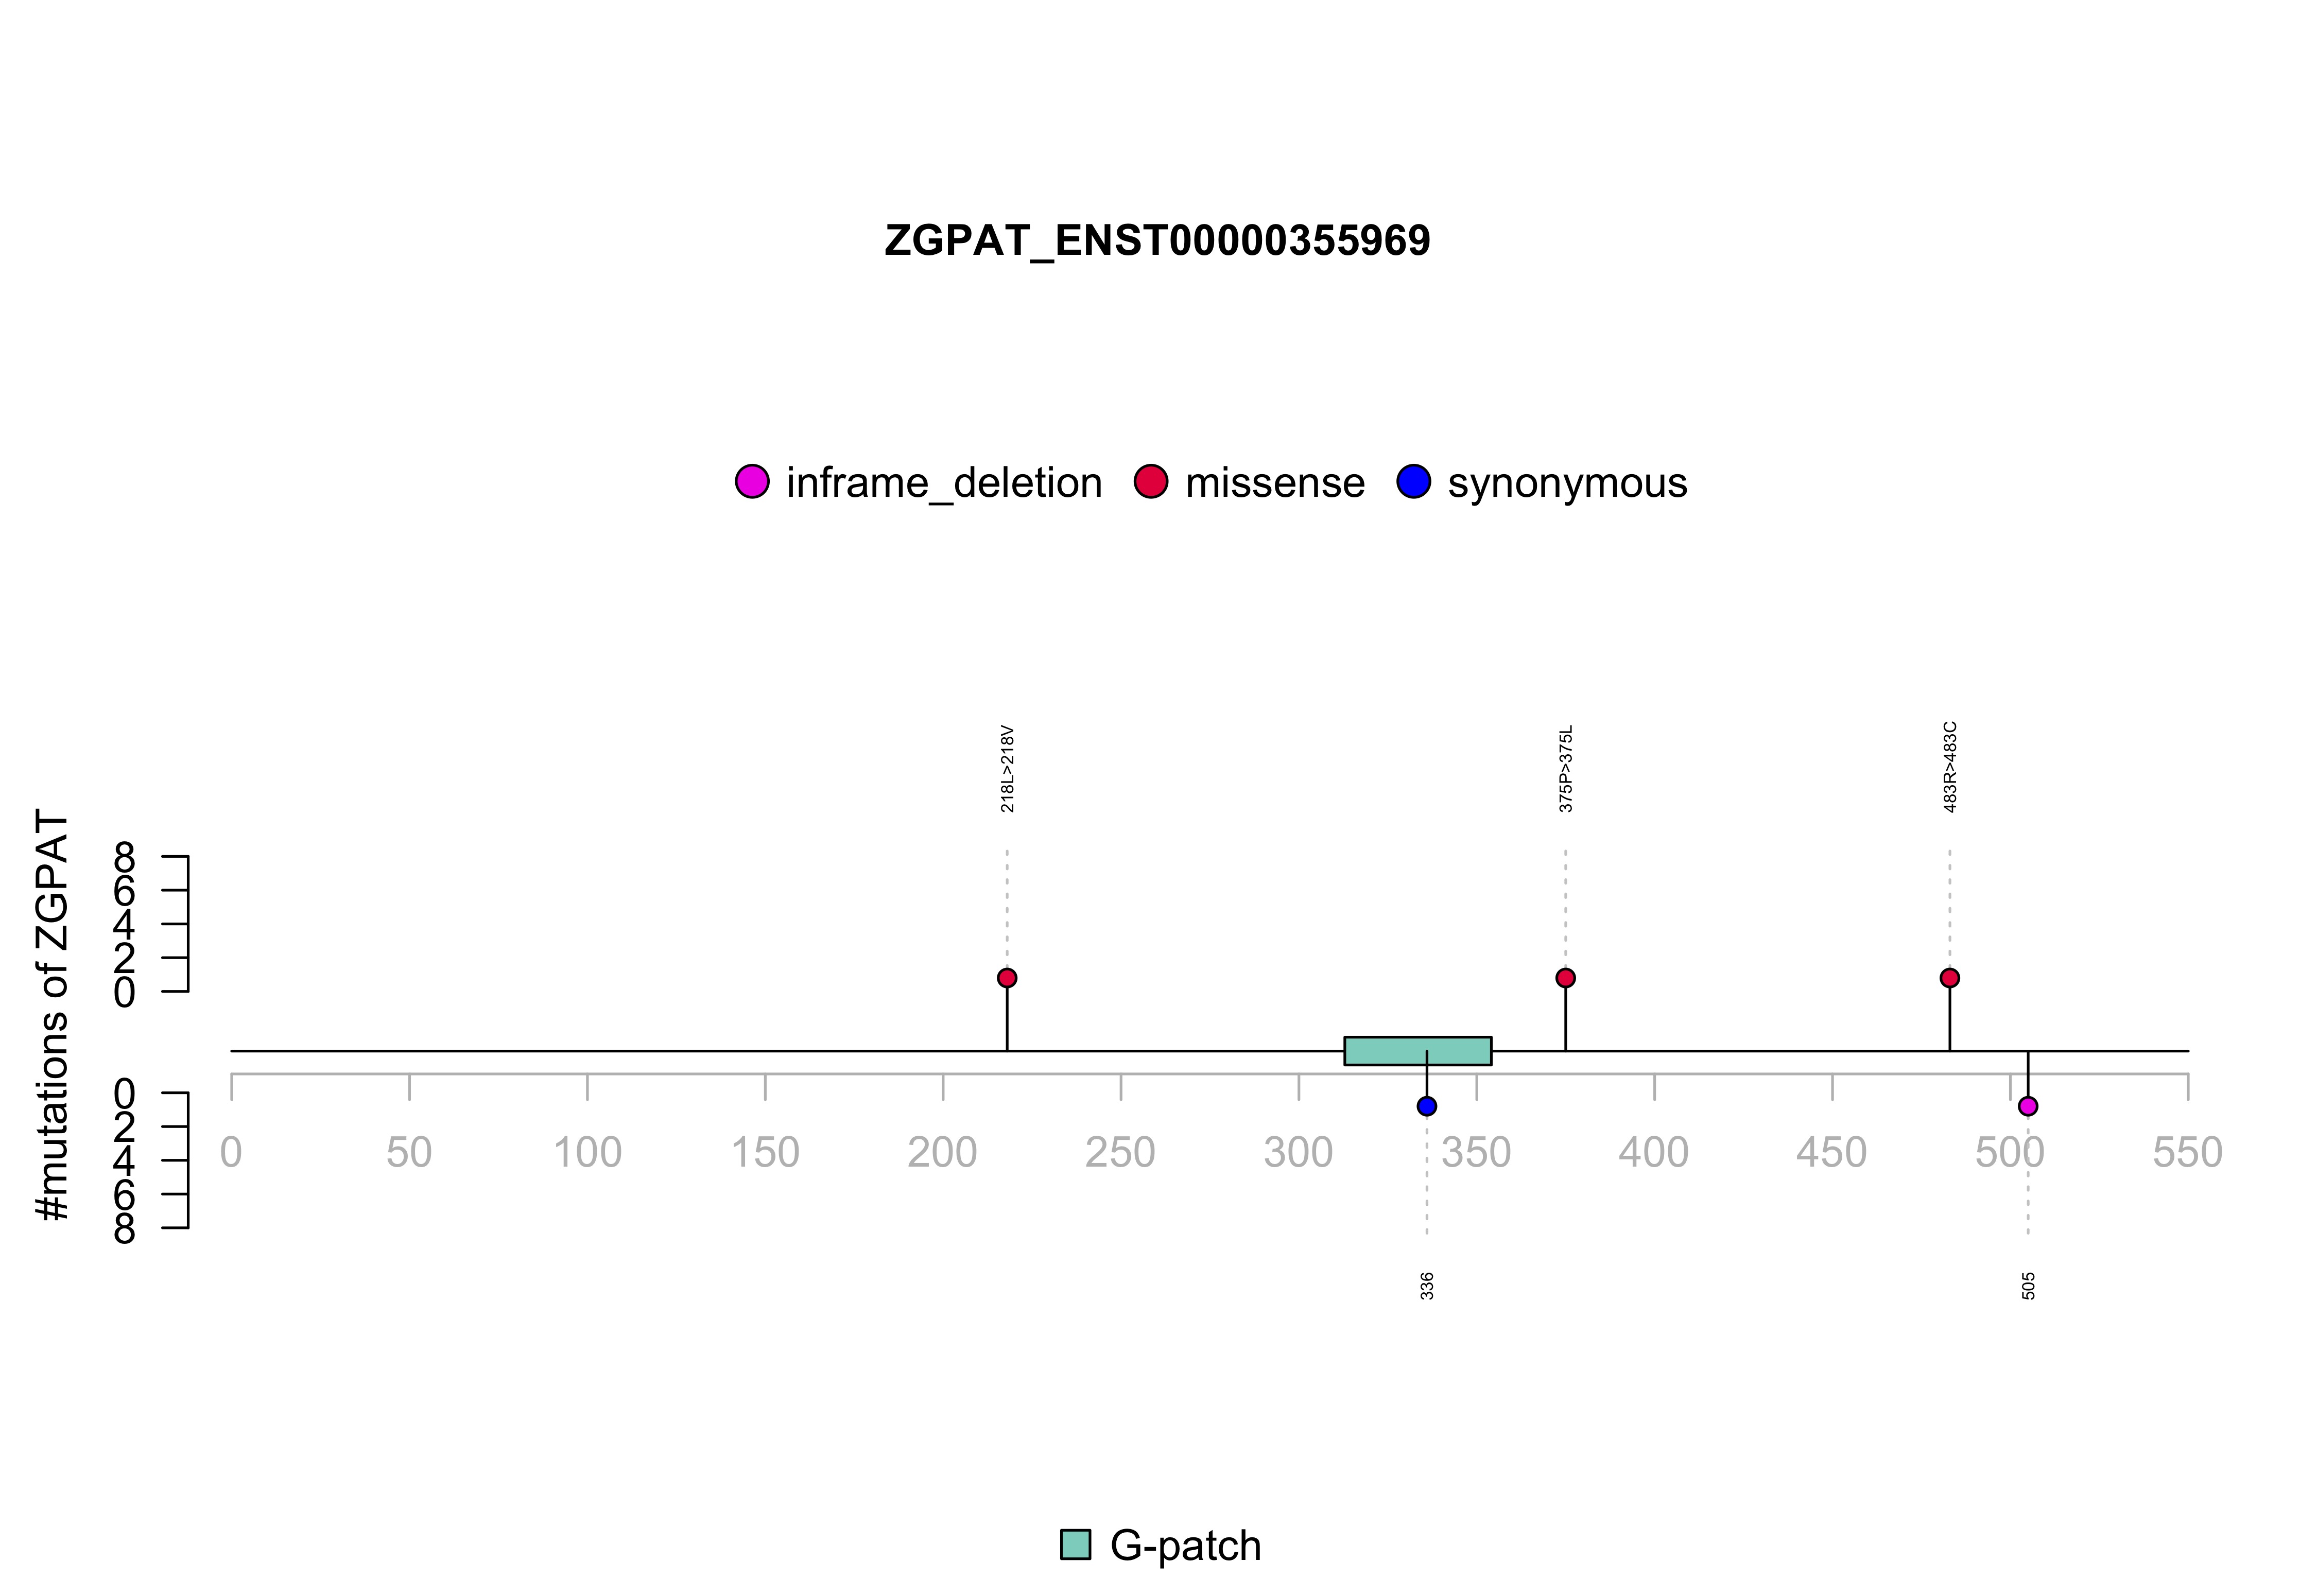 ZGPAT_ENST00000355969
inframe_deletion missense synonymous
218L>218V 375P>375L 483R>483C
#mutations of ZGPAT
8
6
4
2
0
0
2
4
6
8
0 50 100 150 200 250 300 350 400 450 500 550
336 505
G-patch